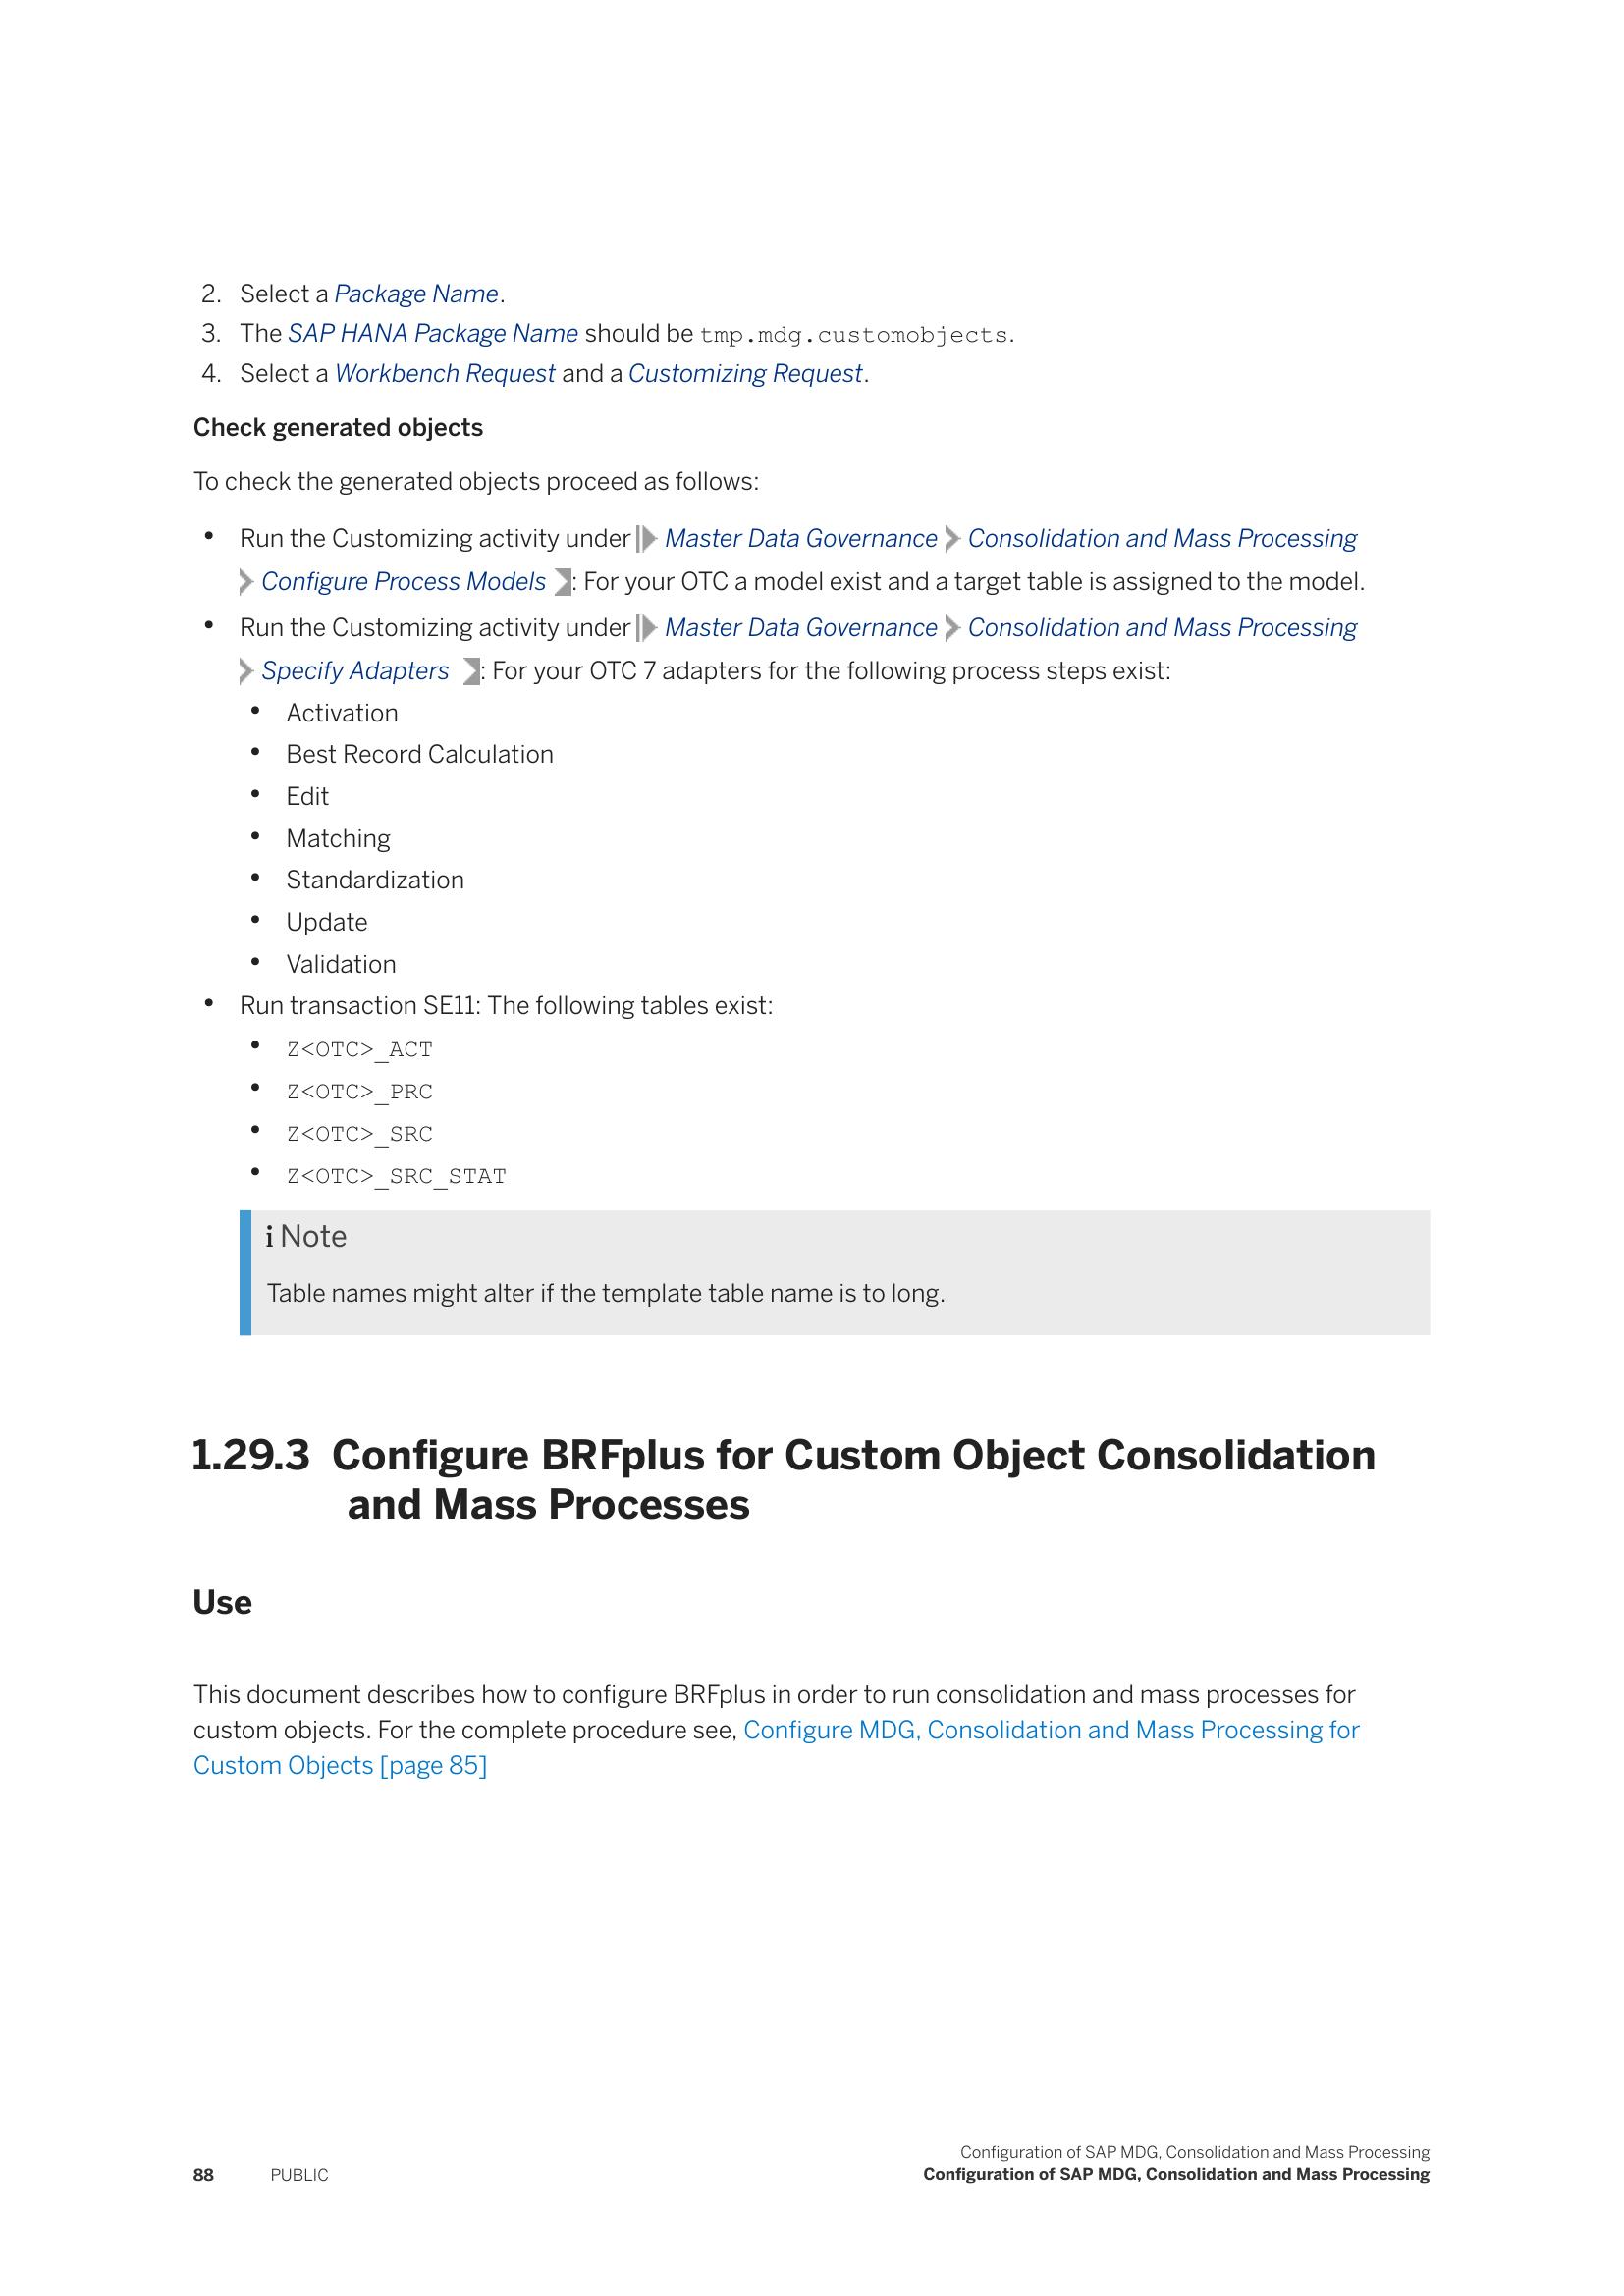 2. Select a Package Name.
3. The SAP HANA Package Name should be tmp.mdg.customobjects.
4. Select a Workbench Request and a Customizing Request.
Check generated objects
To check the generated objects proceed as follows:
• Run the Customizing activity under Master Data Governance Consolidation and Mass Processing
Configure Process Models : For your OTC a model exist and a target table is assigned to the model.
• Run the Customizing activity under Master Data Governance Consolidation and Mass Processing
Specify Adapters : For your OTC 7 adapters for the following process steps exist:
• Activation
• Best Record Calculation
• Edit
• Matching
• Standardization
• Update
• Validation
• Run transaction SE11: The following tables exist:
• Z<OTC>_ACT
• Z<OTC>_PRC
• Z<OTC>_SRC
• Z<OTC>_SRC_STAT
i Note
Table names might alter if the template table name is to long.
1.29.3 Configure BRFplus for Custom Object Consolidation
and Mass Processes
Use
This document describes how to configure BRFplus in order to run consolidation and mass processes for
custom objects. For the complete procedure see, Configure MDG, Consolidation and Mass Processing for
Custom Objects [page 85]
Configuration of SAP MDG, Consolidation and Mass Processing
88 PUBLIC Configuration of SAP MDG, Consolidation and Mass Processing